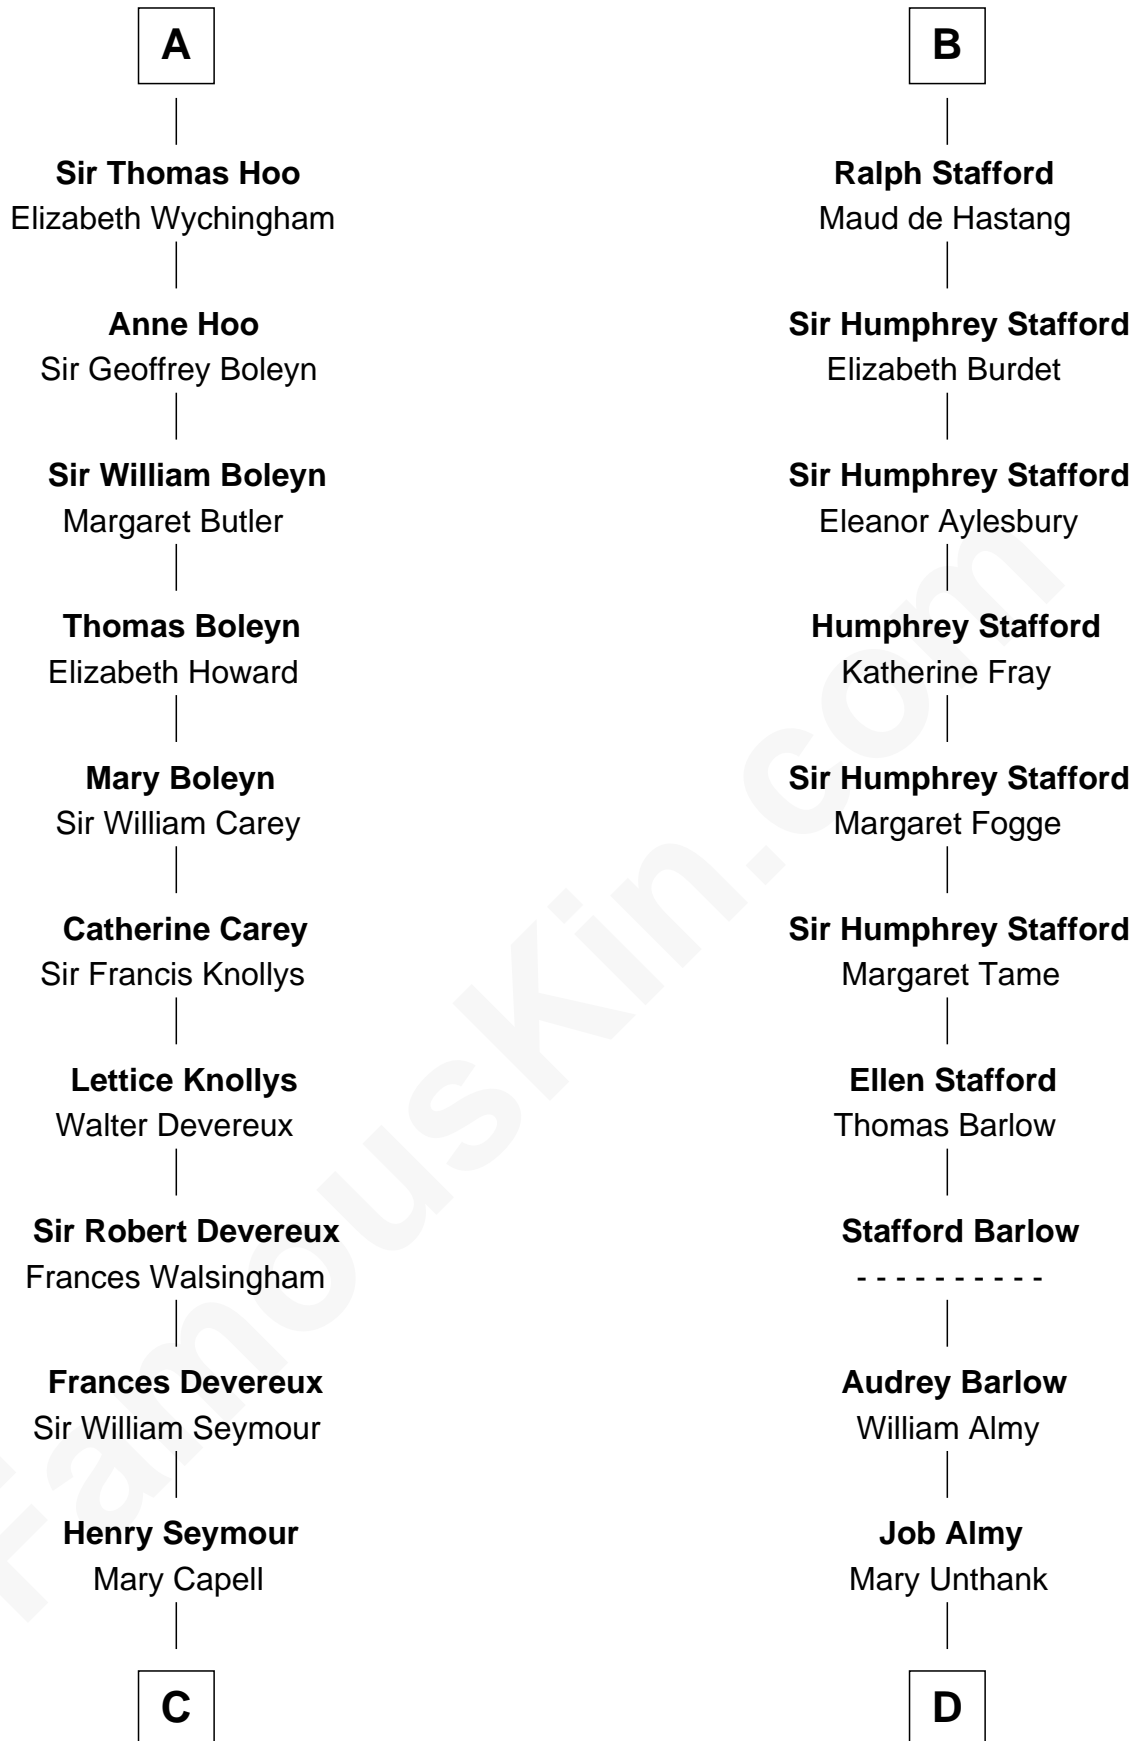 A
Sir Thomas Hoo
Elizabeth Wychingham
Anne Hoo
Sir Geoffrey Boleyn
Sir William Boleyn
Margaret Butler
Thomas Boleyn
Elizabeth Howard
Mary Boleyn
Sir William Carey
Catherine Carey
Sir Francis Knollys
Lettice Knollys
Walter Devereux
Sir Robert Devereux
Frances Walsingham
Frances Devereux
Sir William Seymour
Henry Seymour
Mary Capell
C
B
Ralph Stafford
Maud de Hastang
Sir Humphrey Stafford
Elizabeth Burdet
Sir Humphrey Stafford
Eleanor Aylesbury
Humphrey Stafford
Katherine Fray
Sir Humphrey Stafford
Margaret Fogge
Sir Humphrey Stafford
Margaret Tame
Ellen Stafford
Thomas Barlow
Stafford Barlow
- - - - - - - - - -
Audrey Barlow
William Almy
Job Almy
Mary Unthank
D
FamousKin.com